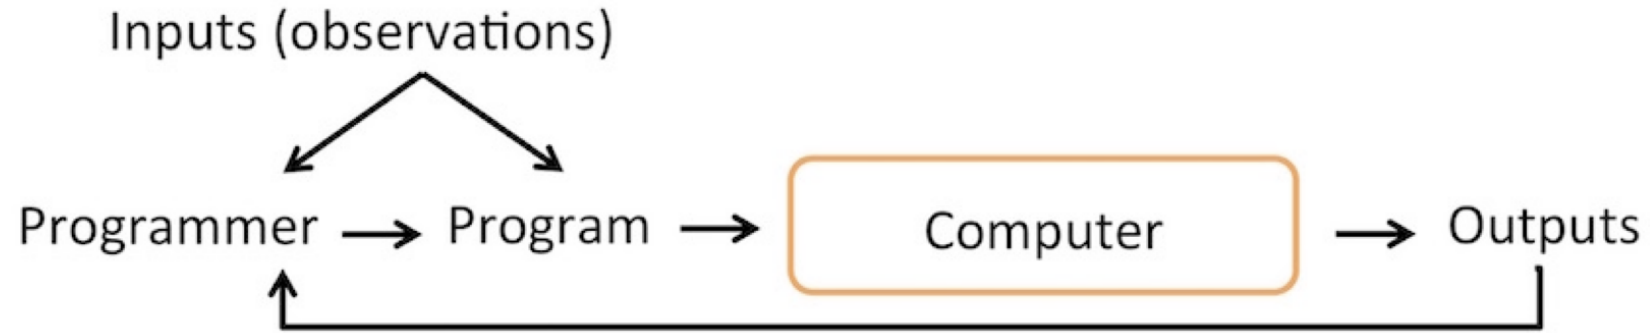 Inputs (observations)
Programmer
Program
Computer
Outputs